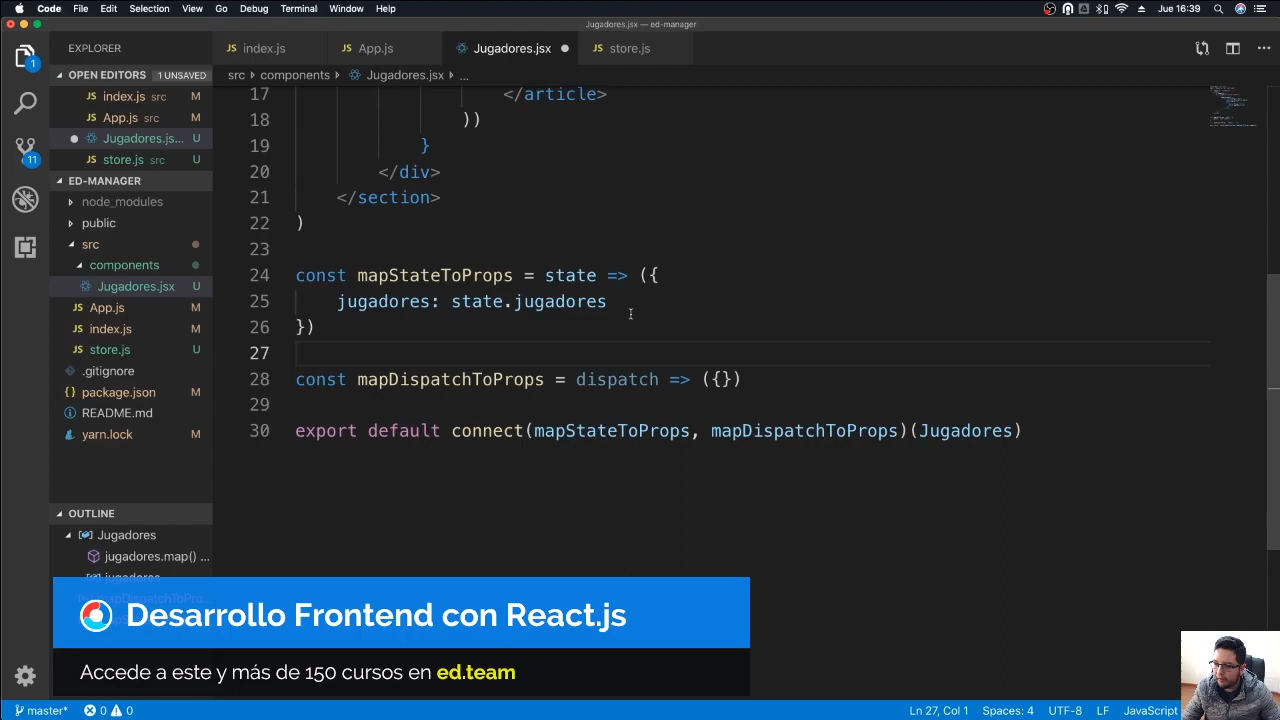 Code File Edit Selection View Go Debug Terminal Window Help Jue 16:39
Jugadores.jsx — ed-manager
EXPLORER
index.js
App.js
Jugadores.jsx
store.js
OPEN EDITORS 1 UNSAVED
src › components › Jugadores.jsx › ...
index.js src M
App.js src M
Jugadores.js... U
store.js src U
ED-MANAGER
node_modules
public
src
components
Jugadores.jsx U
App.js M
index.js M
store.js U
.gitignore
package.json M
README.md
yarn.lock M
OUTLINE
Jugadores
jugadores.map() ...
jugadores
1
11
17 </article>
18 ))
19 }
20 </div>
21 </section>
22 )
23
24 const mapStateToProps = state => ({
25 jugadores: state.jugadores
26 })
27
28 const mapDispatchToProps = dispatch => ({})
29
30 export default connect(mapStateToProps, mapDispatchToProps)(Jugadores)
Desarrollo Frontend con React.js
Accede a este y más de 150 cursos en ed.team
master* 0 0 Ln 27, Col 1 Spaces: 4 UTF-8 LF JavaScript